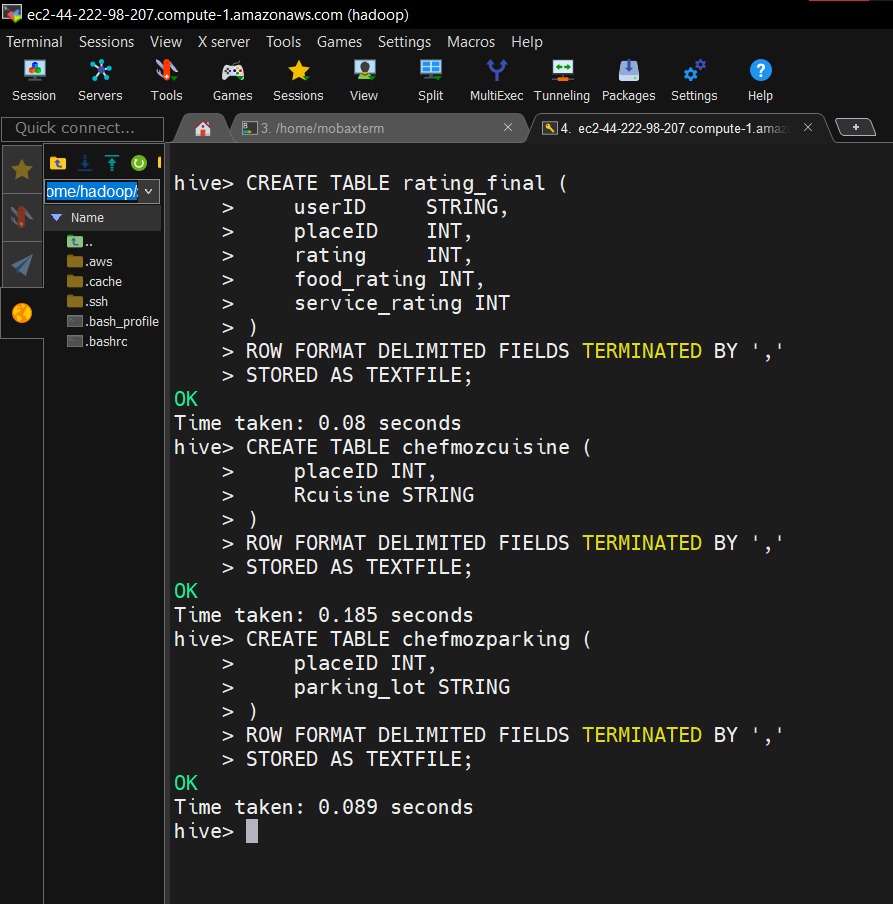 ec2-44-222-98-207.compute-1.amazonaws.com (hadoop)
Terminal Sessions View X server Tools Games Settings Macros Help
Session Servers Tools Games Sessions View Split MultiExec Tunneling Packages Settings Help
Quick connect...
3. /home/mobaxterm
4. ec2-44-222-98-207.compute-1.amaz
ome/hadoop/
Name
..
.aws
.cache
.ssh
.bash_profile
.bashrc
hive> CREATE TABLE rating_final (
    >     userID     STRING,
    >     placeID    INT,
    >     rating     INT,
    >     food_rating INT,
    >     service_rating INT
    > )
    > ROW FORMAT DELIMITED FIELDS TERMINATED BY ','
    > STORED AS TEXTFILE;
OK
Time taken: 0.08 seconds
hive> CREATE TABLE chefmozcuisine (
    >     placeID INT,
    >     Rcuisine STRING
    > )
    > ROW FORMAT DELIMITED FIELDS TERMINATED BY ','
    > STORED AS TEXTFILE;
OK
Time taken: 0.185 seconds
hive> CREATE TABLE chefmozparking (
    >     placeID INT,
    >     parking_lot STRING
    > )
    > ROW FORMAT DELIMITED FIELDS TERMINATED BY ','
    > STORED AS TEXTFILE;
OK
Time taken: 0.089 seconds
hive>